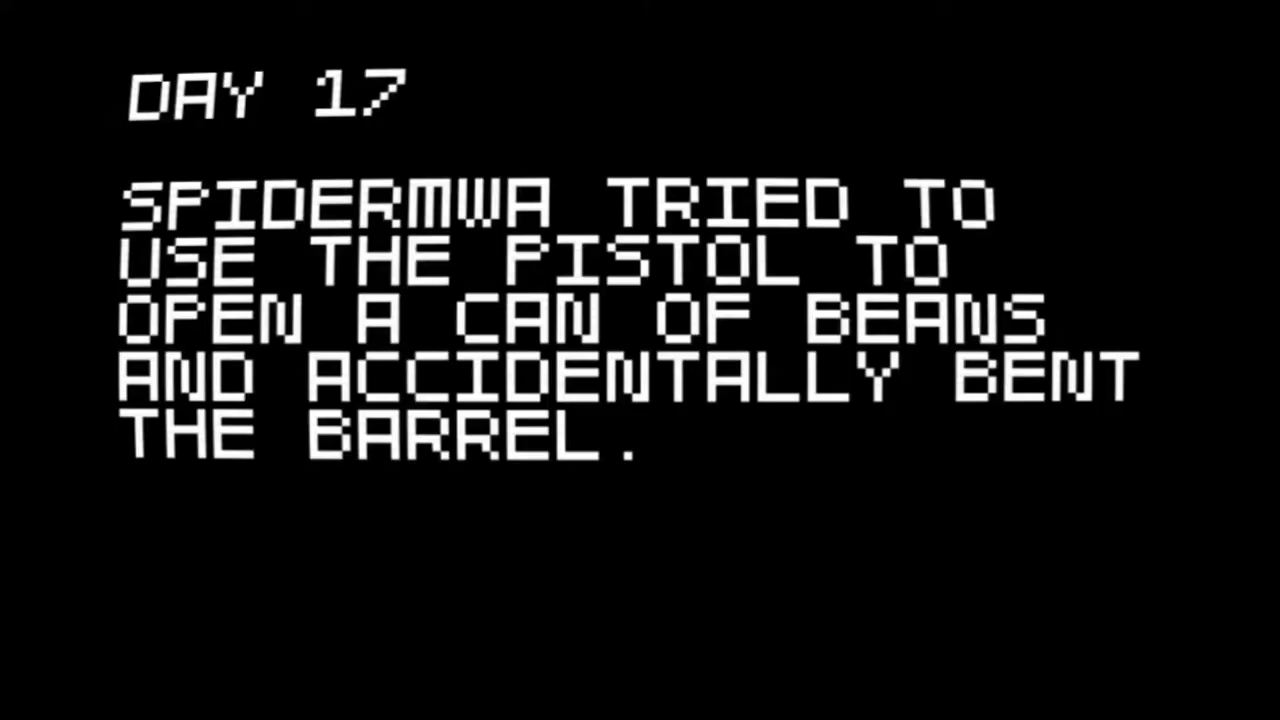 DAY 17
SPIDERMWA TRIED TO
USE THE PISTOL TO
OPEN A CAN OF BEANS
AND ACCIDENTALLY BENT
THE BARREL.